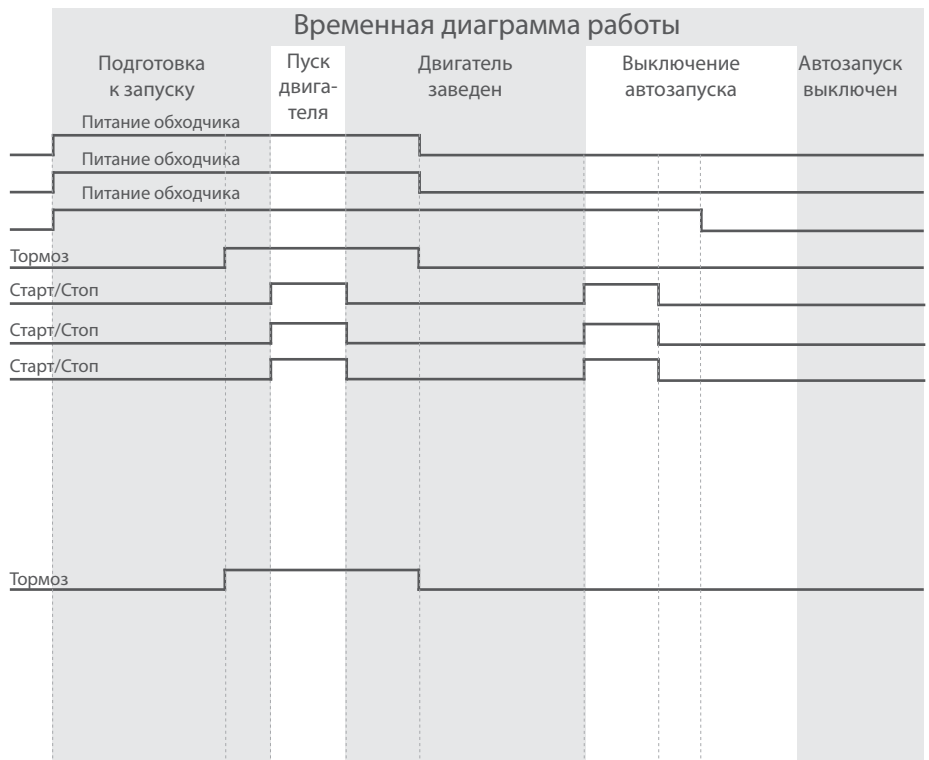 Временная диаграмма работы
Подготовка
к запуску
Пуск
двига-
теля
Двигатель
заведен
Выключение
автозапуска
Автозапуск
выключен
Питание обходчика
Питание обходчика
Питание обходчика
Тормоз
Старт/Стоп
Старт/Стоп
Старт/Стоп
Тормоз